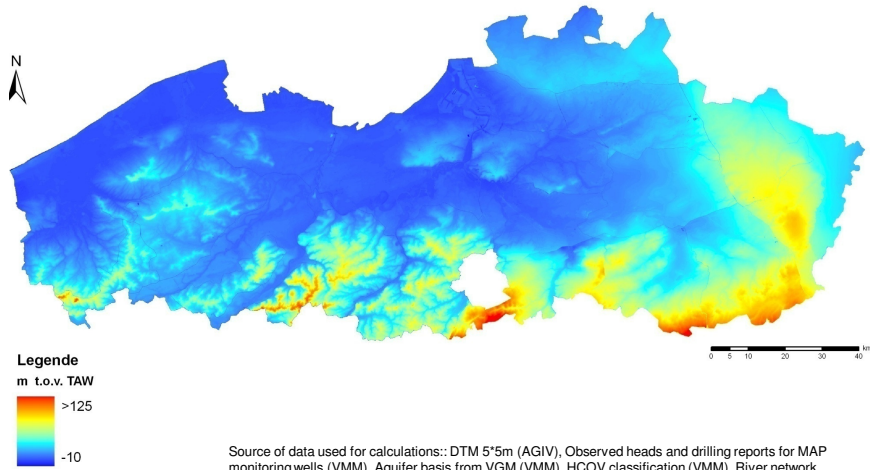 N
km
0 5 10 20 30 40
Legende
m t.o.v. TAW
>125
-10
Source of data used for calculations:: DTM 5*5m (AGIV), Observed heads and drilling reports for MAP
monitoring wells (VMM), Aquifer basis from VGM (VMM), HCOV classification (VMM), River network